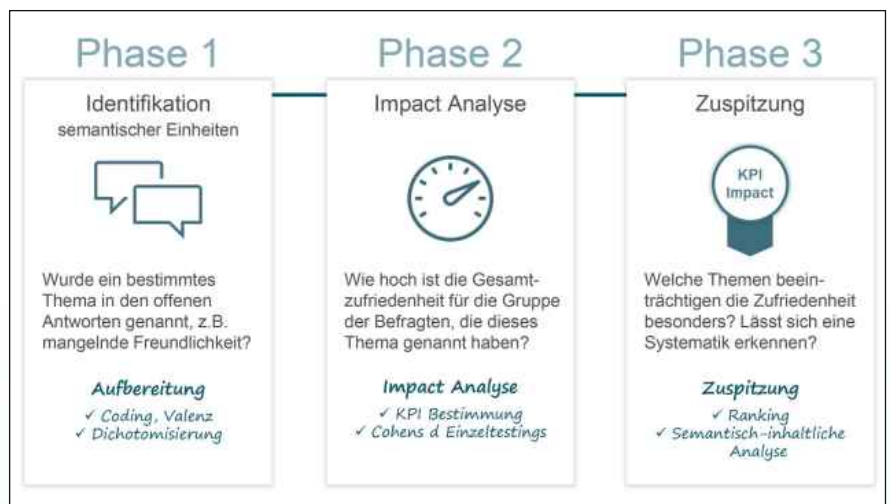 Phase 1
Identifikation
semantischer Einheiten
Wurde ein bestimmtes
Thema in den offenen
Antworten genannt, z.B.
mangelnde Freundlichkeit?
Aufbereitung
✓ Coding, Valenz
✓ Dichotomisierung
Phase 2
Impact Analyse
Wie hoch ist die Gesamt-
zufriedenheit für die Gruppe
der Befragten, die dieses
Thema genannt haben?
Impact Analyse
✓ KPI Bestimmung
✓ Cohens d Einzeltestings
Phase 3
Zuspitzung
KPI
Impact
Welche Themen beein-
trächtigen die Zufriedenheit
besonders? Lässt sich eine
Systematik erkennen?
Zuspitzung
✓ Ranking
✓ Semantisch-inhaltliche
Analyse